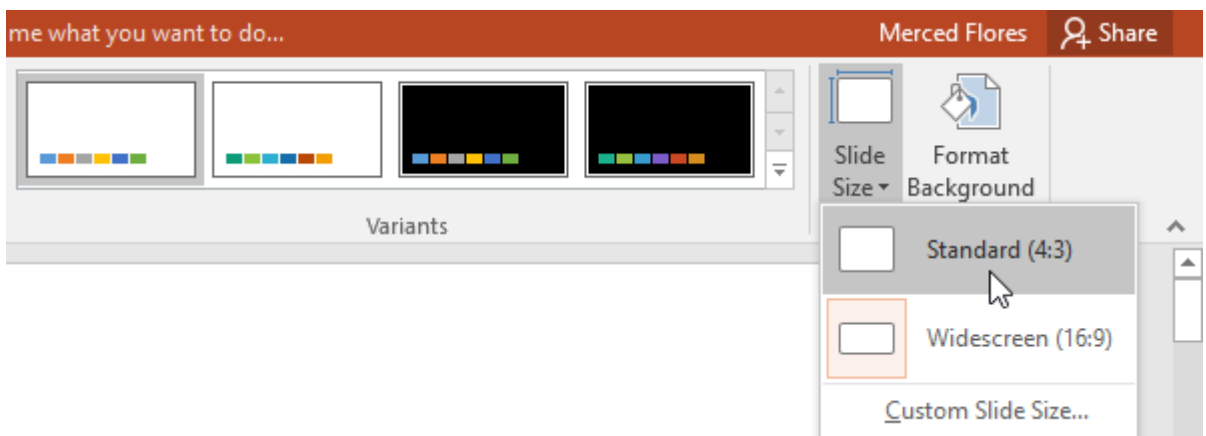 me what you want to do...
Merced Flores
Share
Slide
Size
Format
Background
Variants
Standard (4:3)
Widescreen (16:9)
Custom Slide Size...